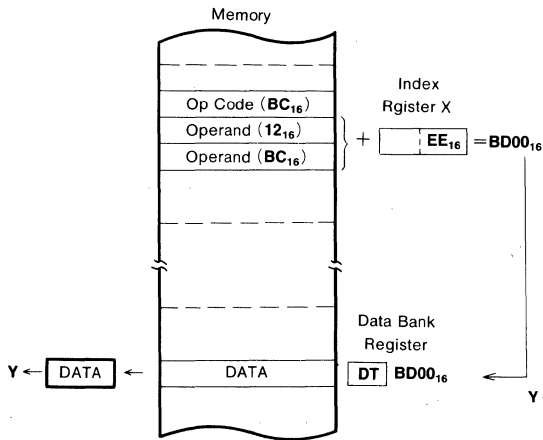 Memory
Op Code (BC₁₆)
Operand (12₁₆)
Operand (BC₁₆)
Index
Rgister X
+ EE₁₆ = BD00₁₆
Data Bank
Register
Y ← DATA ← DATA DT BD00₁₆
Y